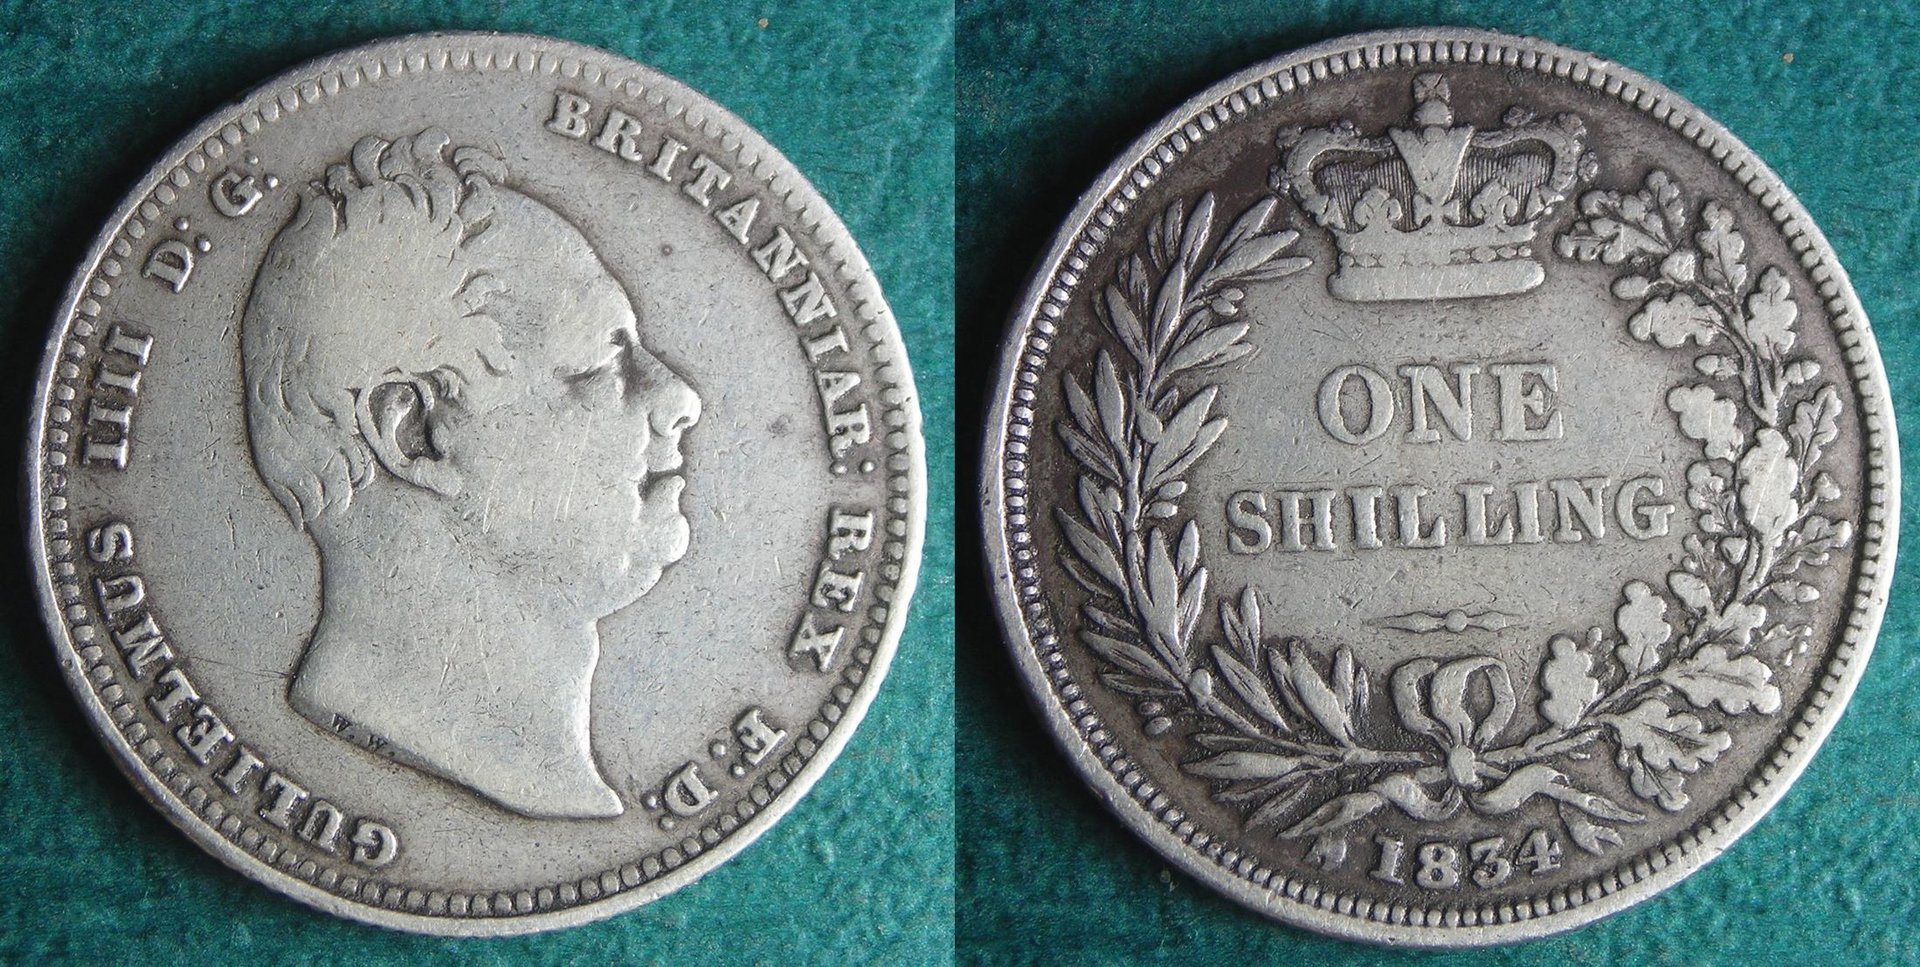 GULIELMUS IIII D: G: BRITANNIAR: REX F: D:
W.W.
ONE
SHILLING
1834